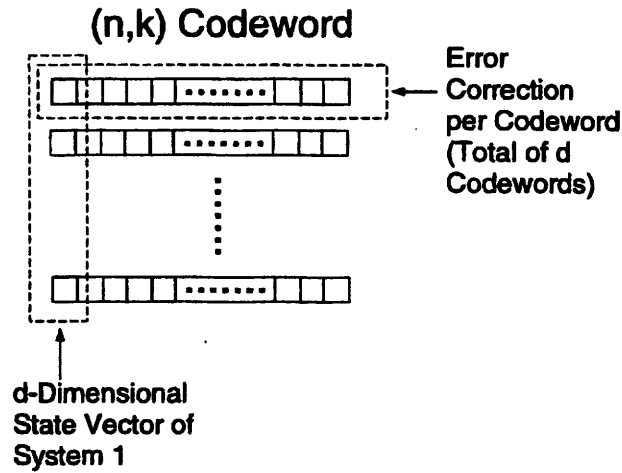 (n,k) Codeword
Error
Correction
per Codeword
(Total of d
Codewords)
d-Dimensional
State Vector of
System 1